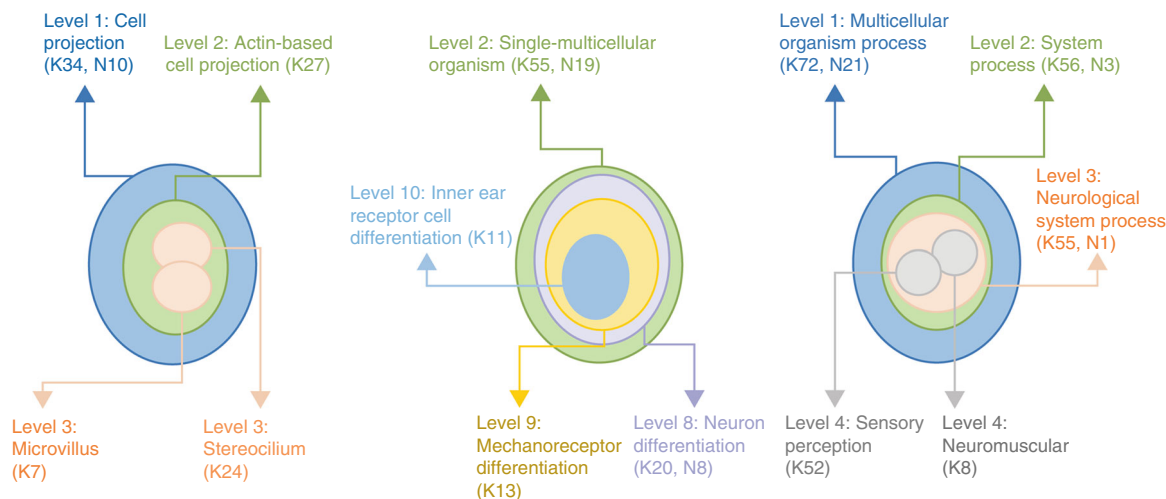 Level 1: Cell
projection
(K34, N10)
Level 2: Actin-based
cell projection (K27)
Level 3:
Microvillus
(K7)
Level 3:
Stereocilium
(K24)
Level 2: Single-multicellular
organism (K55, N19)
Level 10: Inner ear
receptor cell
differentiation (K11)
Level 9:
Mechanoreceptor
differentiation
(K13)
Level 8: Neuron
differentiation
(K20, N8)
Level 1: Multicellular
organism process
(K72, N21)
Level 2: System
process (K56, N3)
Level 3:
Neurological
system process
(K55, N1)
Level 4: Sensory
perception
(K52)
Level 4:
Neuromuscular
(K8)